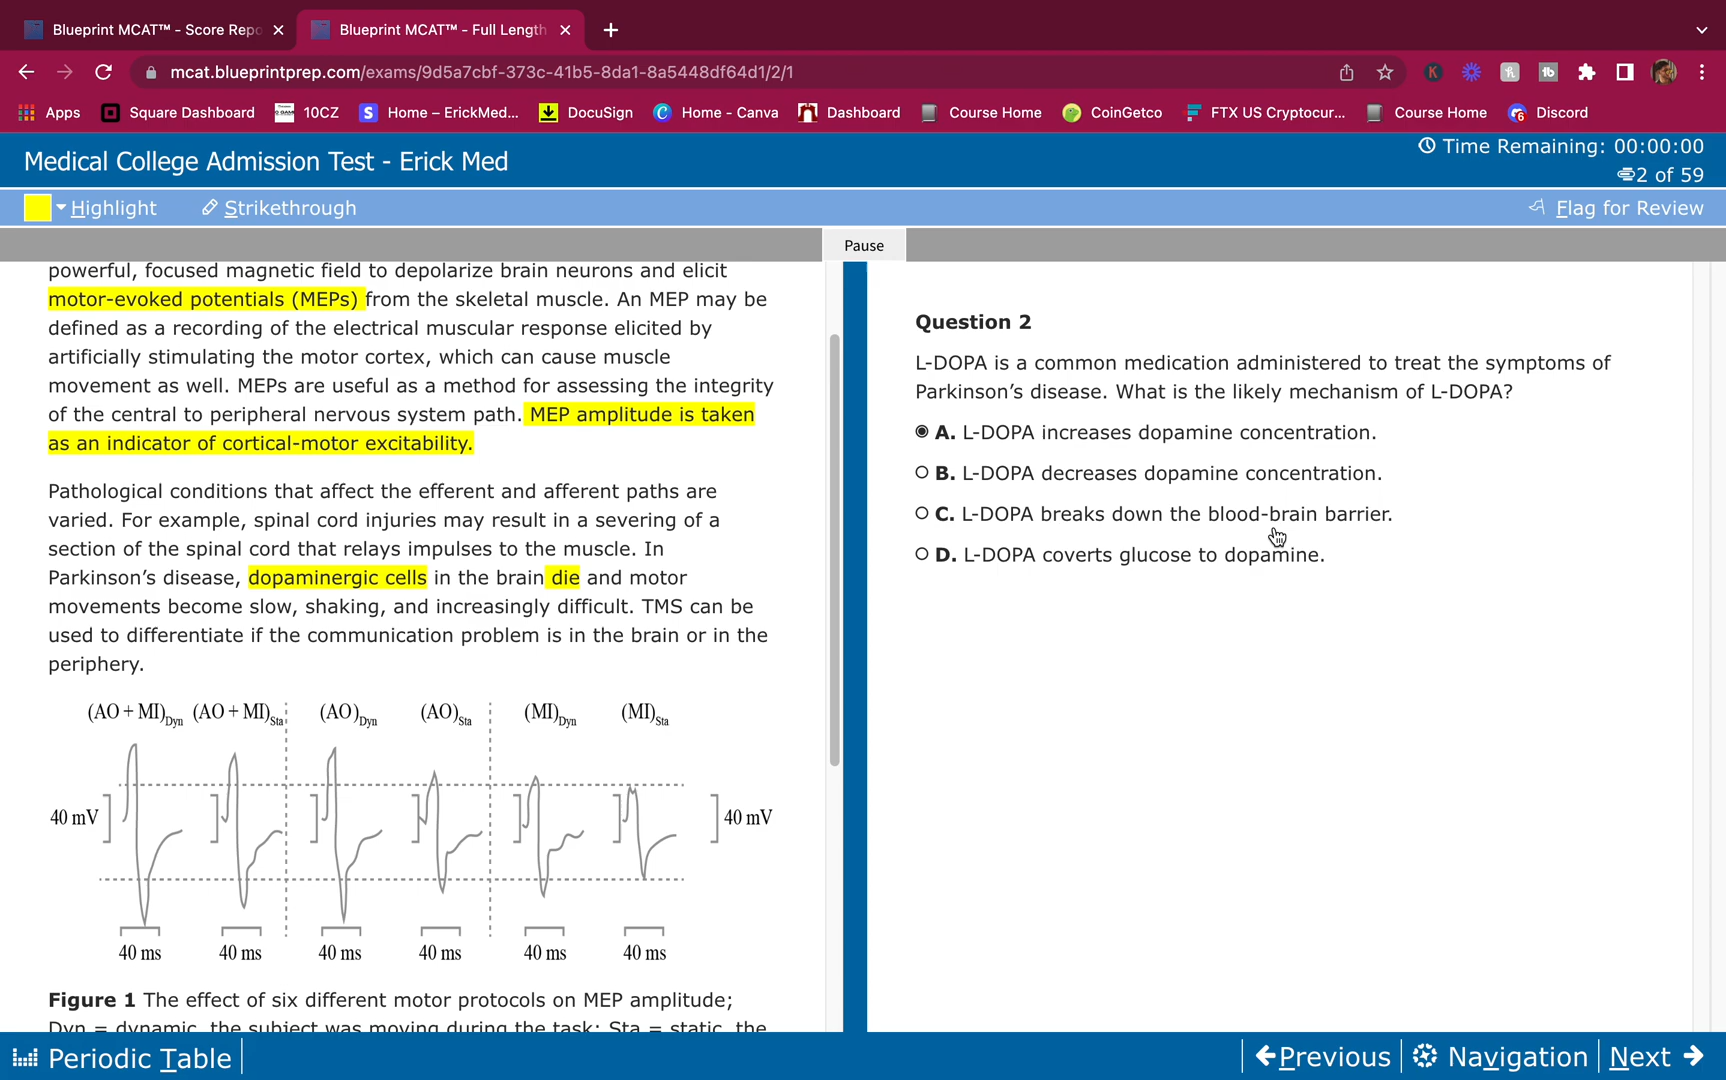 Blueprint MCAT™ - Score Repo
Blueprint MCAT™ - Full Length
mcat.blueprintprep.com/exams/9d5a7cbf-373c-41b5-8da1-8a5448df64d1/2/1
Apps
Square Dashboard
10CZ
Home – ErickMed...
DocuSign
Home - Canva
Dashboard
Course Home
CoinGetco
FTX US Cryptocur...
Course Home
Discord
Medical College Admission Test - Erick Med
Time Remaining: 00:00:00
2 of 59
Highlight
Strikethrough
Flag for Review
Pause
powerful, focused magnetic field to depolarize brain neurons and elicit
motor-evoked potentials (MEPs) from the skeletal muscle. An MEP may be
defined as a recording of the electrical muscular response elicited by
artificially stimulating the motor cortex, which can cause muscle
movement as well. MEPs are useful as a method for assessing the integrity
of the central to peripheral nervous system path. MEP amplitude is taken
as an indicator of cortical-motor excitability.
Pathological conditions that affect the efferent and afferent paths are
varied. For example, spinal cord injuries may result in a severing of a
section of the spinal cord that relays impulses to the muscle. In
Parkinson's disease, dopaminergic cells in the brain die and motor
movements become slow, shaking, and increasingly difficult. TMS can be
used to differentiate if the communication problem is in the brain or in the
periphery.
(AO + MI)Dyn (AO + MI)Sta (AO)Dyn (AO)Sta (MI)Dyn (MI)Sta
40 mV 40 mV
40 ms 40 ms 40 ms 40 ms 40 ms 40 ms
Figure 1 The effect of six different motor protocols on MEP amplitude;
Dyn = dynamic, the subject was moving during the task; Sta = static, the
Question 2
L-DOPA is a common medication administered to treat the symptoms of
Parkinson's disease. What is the likely mechanism of L-DOPA?
A. L-DOPA increases dopamine concentration.
B. L-DOPA decreases dopamine concentration.
C. L-DOPA breaks down the blood-brain barrier.
D. L-DOPA coverts glucose to dopamine.
Periodic Table
Previous
Navigation
Next